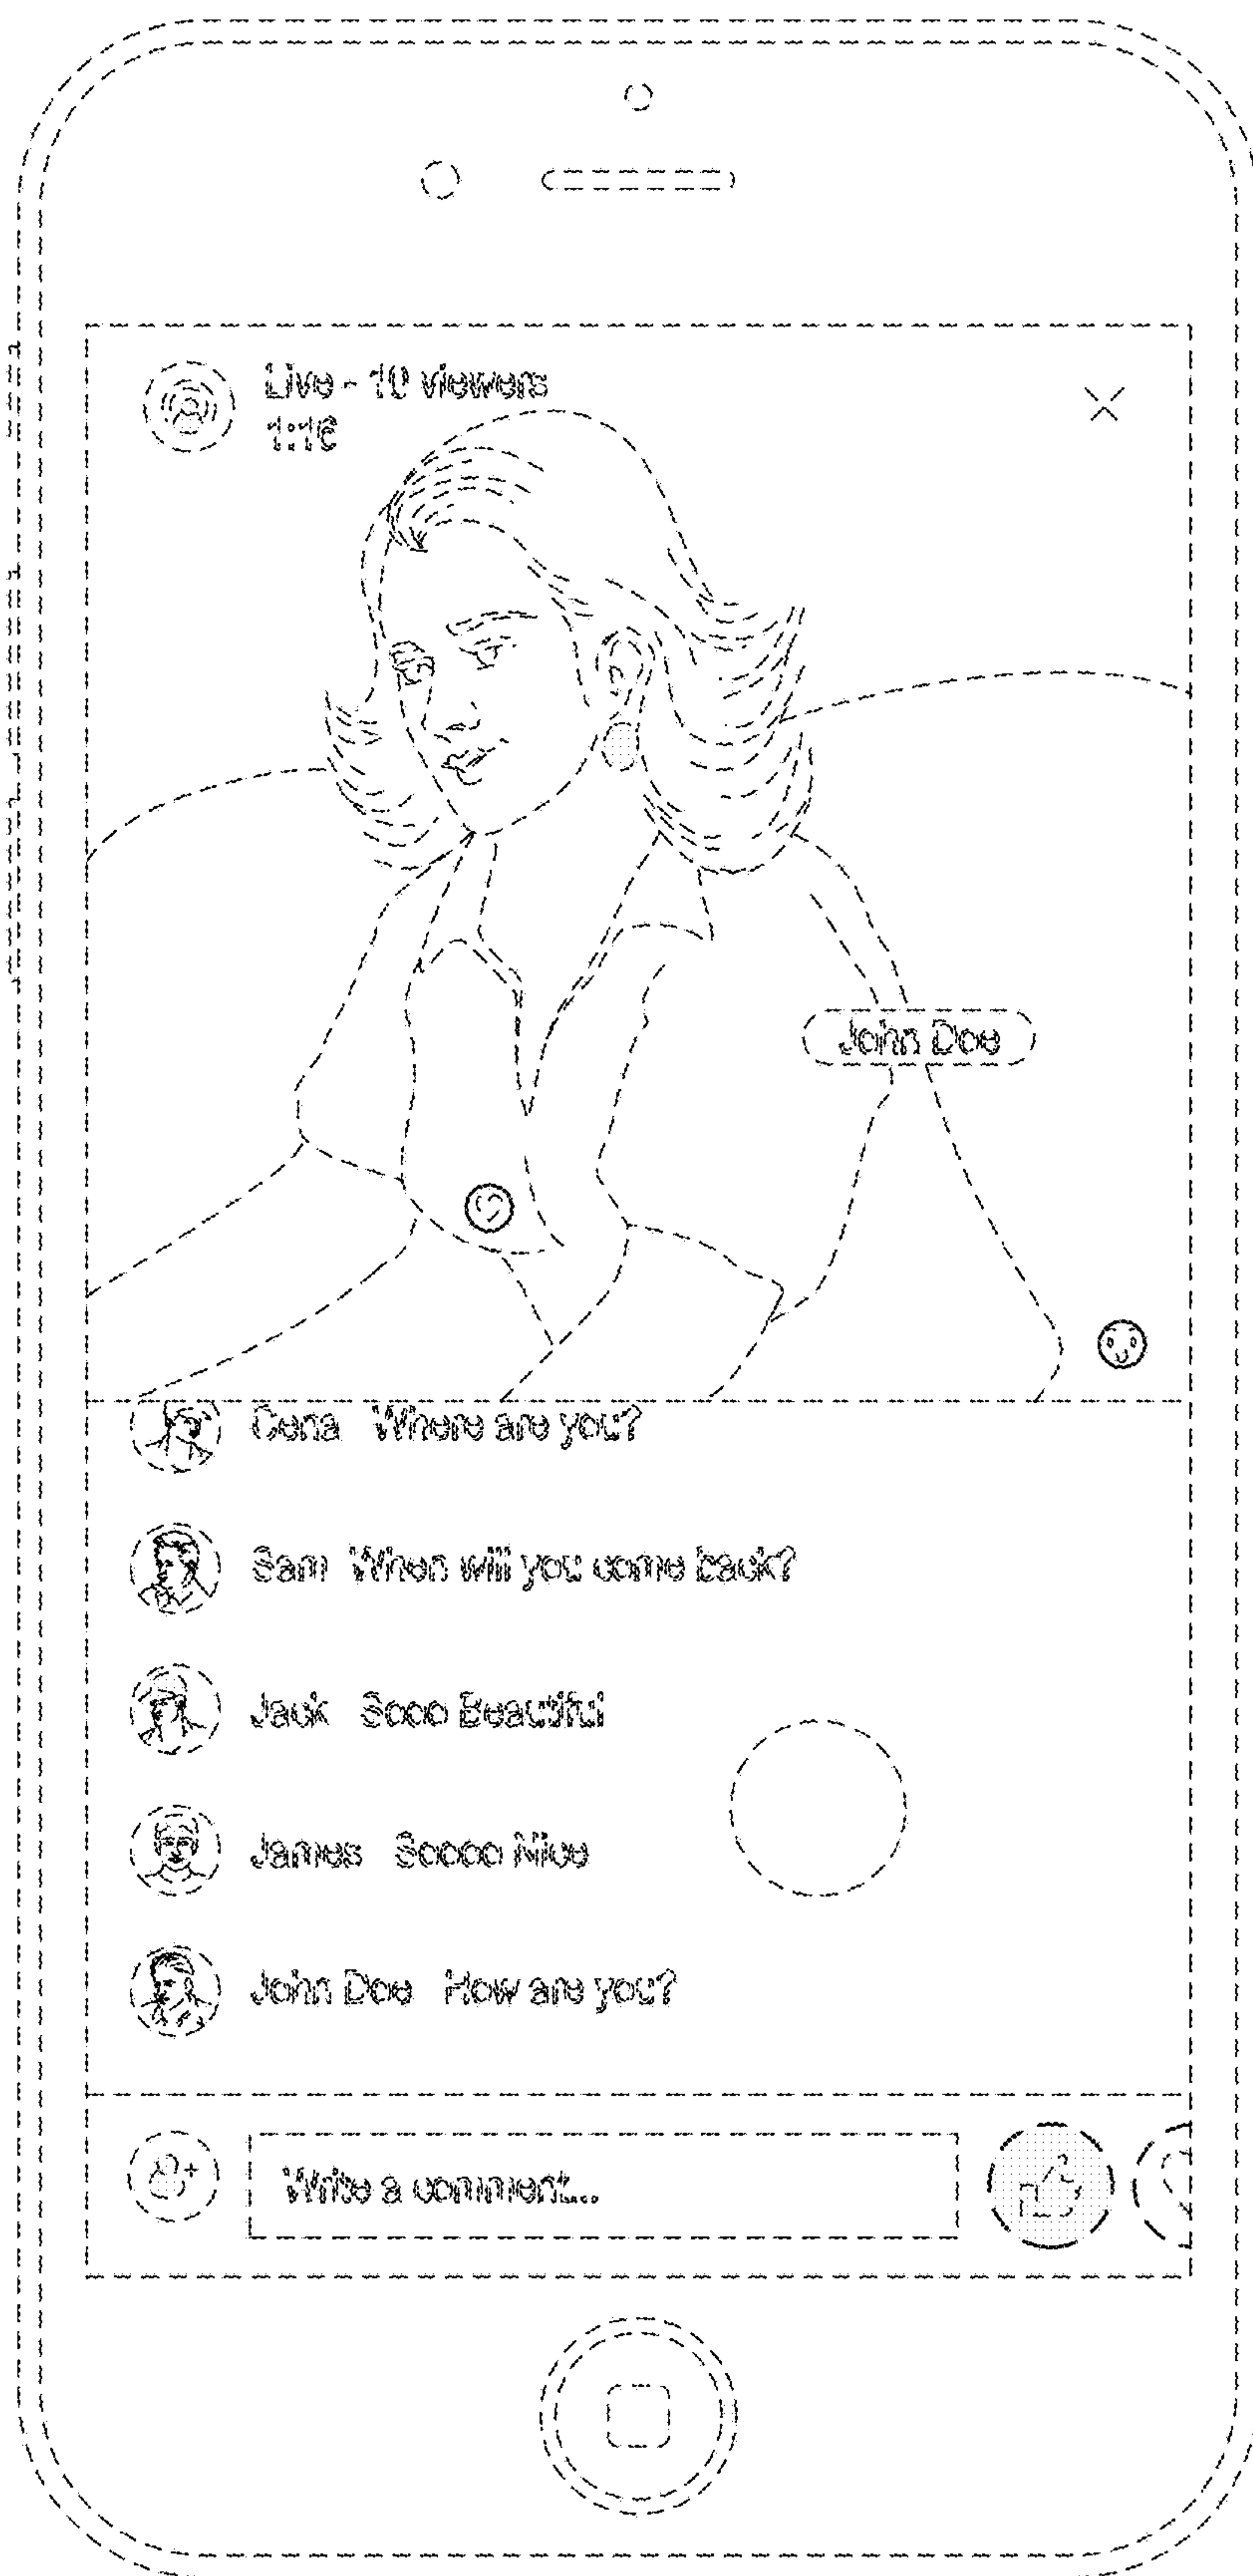 Live - 10 viewers
1:16
John Doe
Cena Where are you?
Sam When will you come back?
Jack Sooo Beautiful
James Soooo Nice
John Doe How are you?
Write a comment...